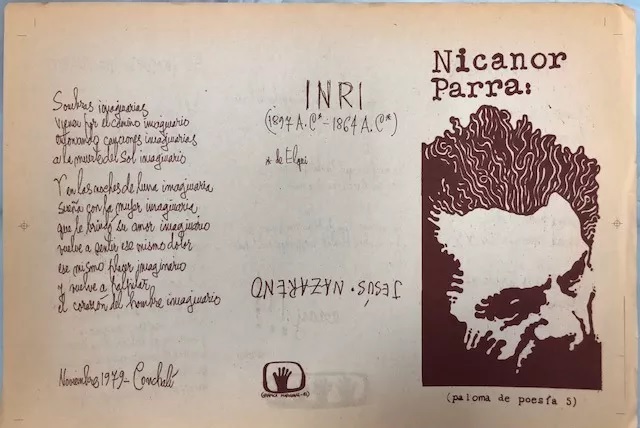 Sombras imaginarias
vienen por el camino imaginario
entonando canciones imaginarias
a la muerte del Sol imaginario
Y en las noches de luna imaginaria
sueña con la mujer imaginaria
que le brindó su amor imaginario
vuelve a sentir ese mismo dolor
ese mismo placer imaginario
y vuelve a palpitar
el corazón del hombre imaginario
Noviembre 1979 - Conchalí
INRI
(1897 A.C* - 1864 A.C*)
* de Elqui
JESÚS · NAZARENO
Nicanor
Parra:
(paloma de poesía 5)